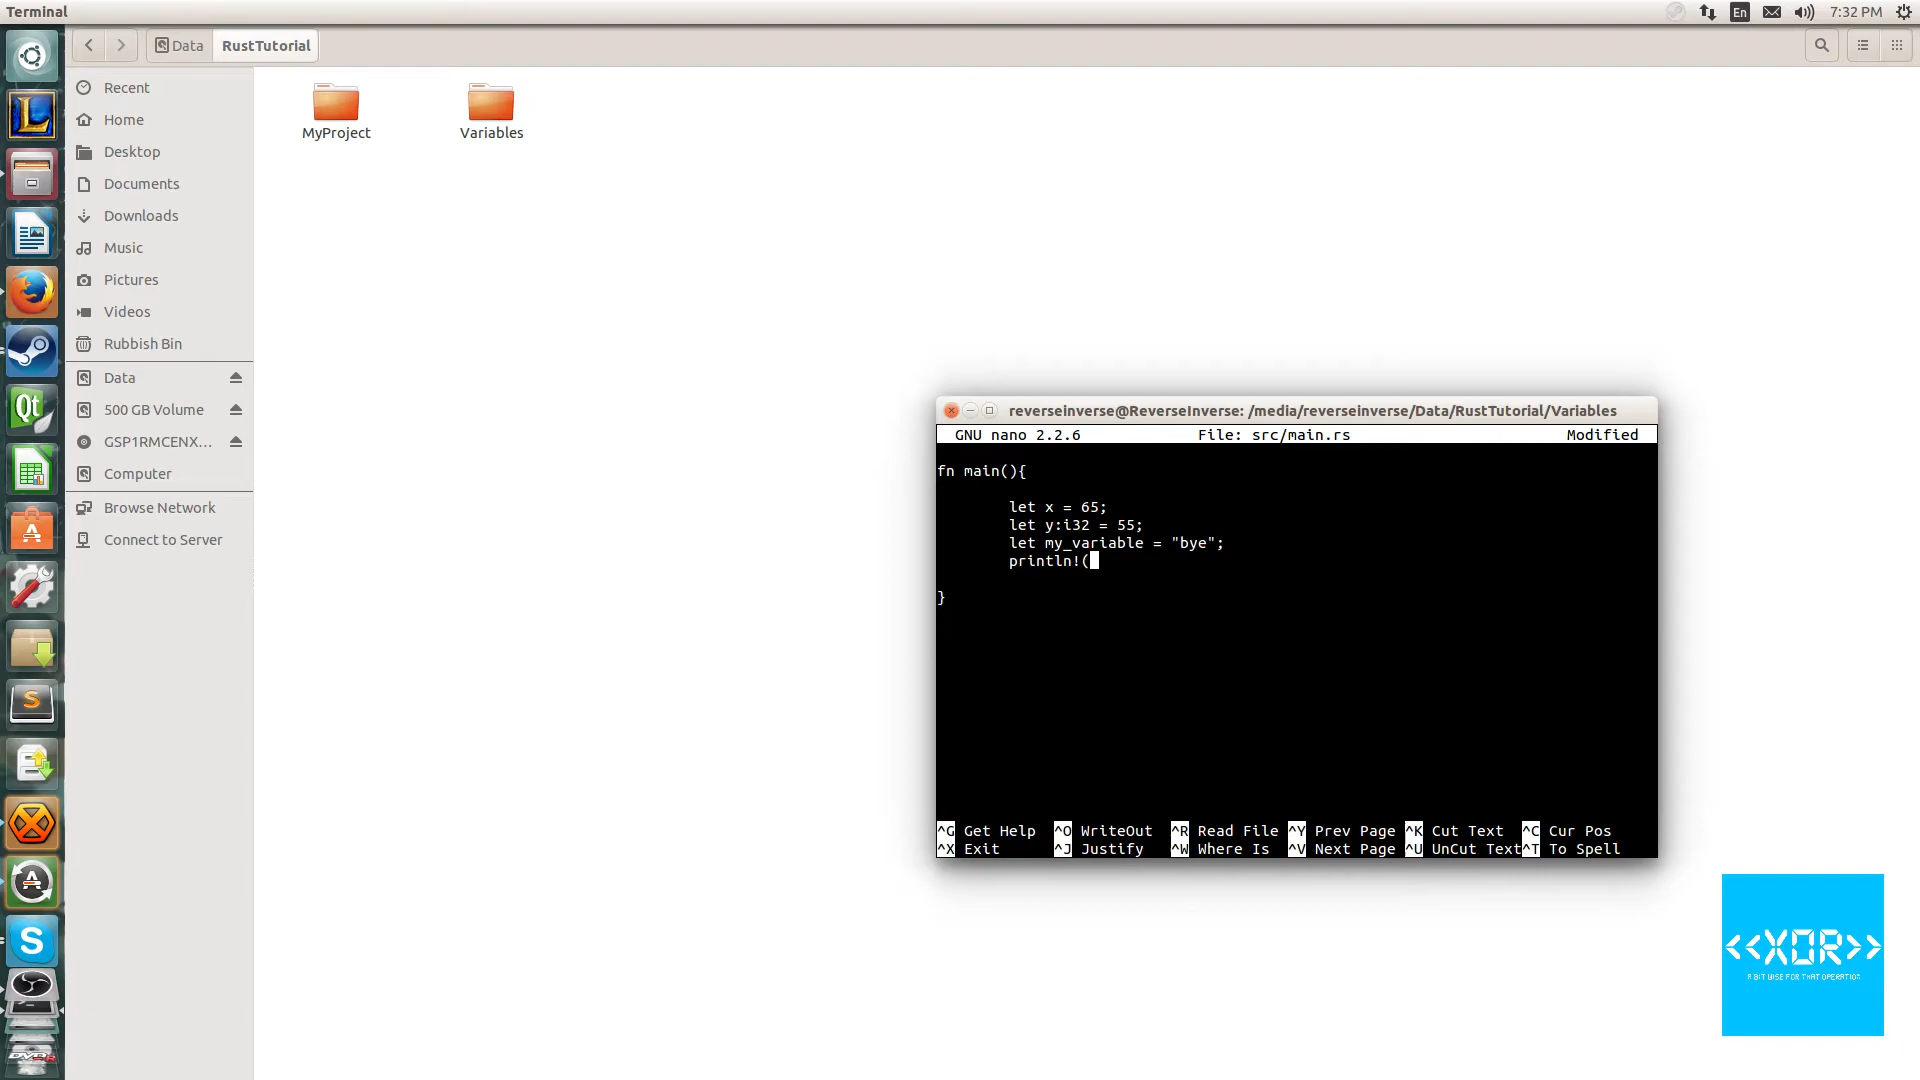 Terminal
En
7:32 PM
Data
RustTutorial
Recent
Home
Desktop
Documents
Downloads
Music
Pictures
Videos
Rubbish Bin
Data
500 GB Volume
GSP1RMCENX…
Computer
Browse Network
Connect to Server
MyProject
Variables
L
Qt
A
S
A
S
reverseinverse@ReverseInverse: /media/reverseinverse/Data/RustTutorial/Variables
GNU nano 2.2.6 File: src/main.rs Modified
fn main(){
let x = 65;
let y:i32 = 55;
let my_variable = "bye";
println!(
}
^G Get Help ^O WriteOut ^R Read File ^Y Prev Page ^K Cut Text ^C Cur Pos
^X Exit ^J Justify ^W Where Is ^V Next Page ^U UnCut Text ^T To Spell
<<XOR>>
A BIT WISE FOR THAT OPERATION